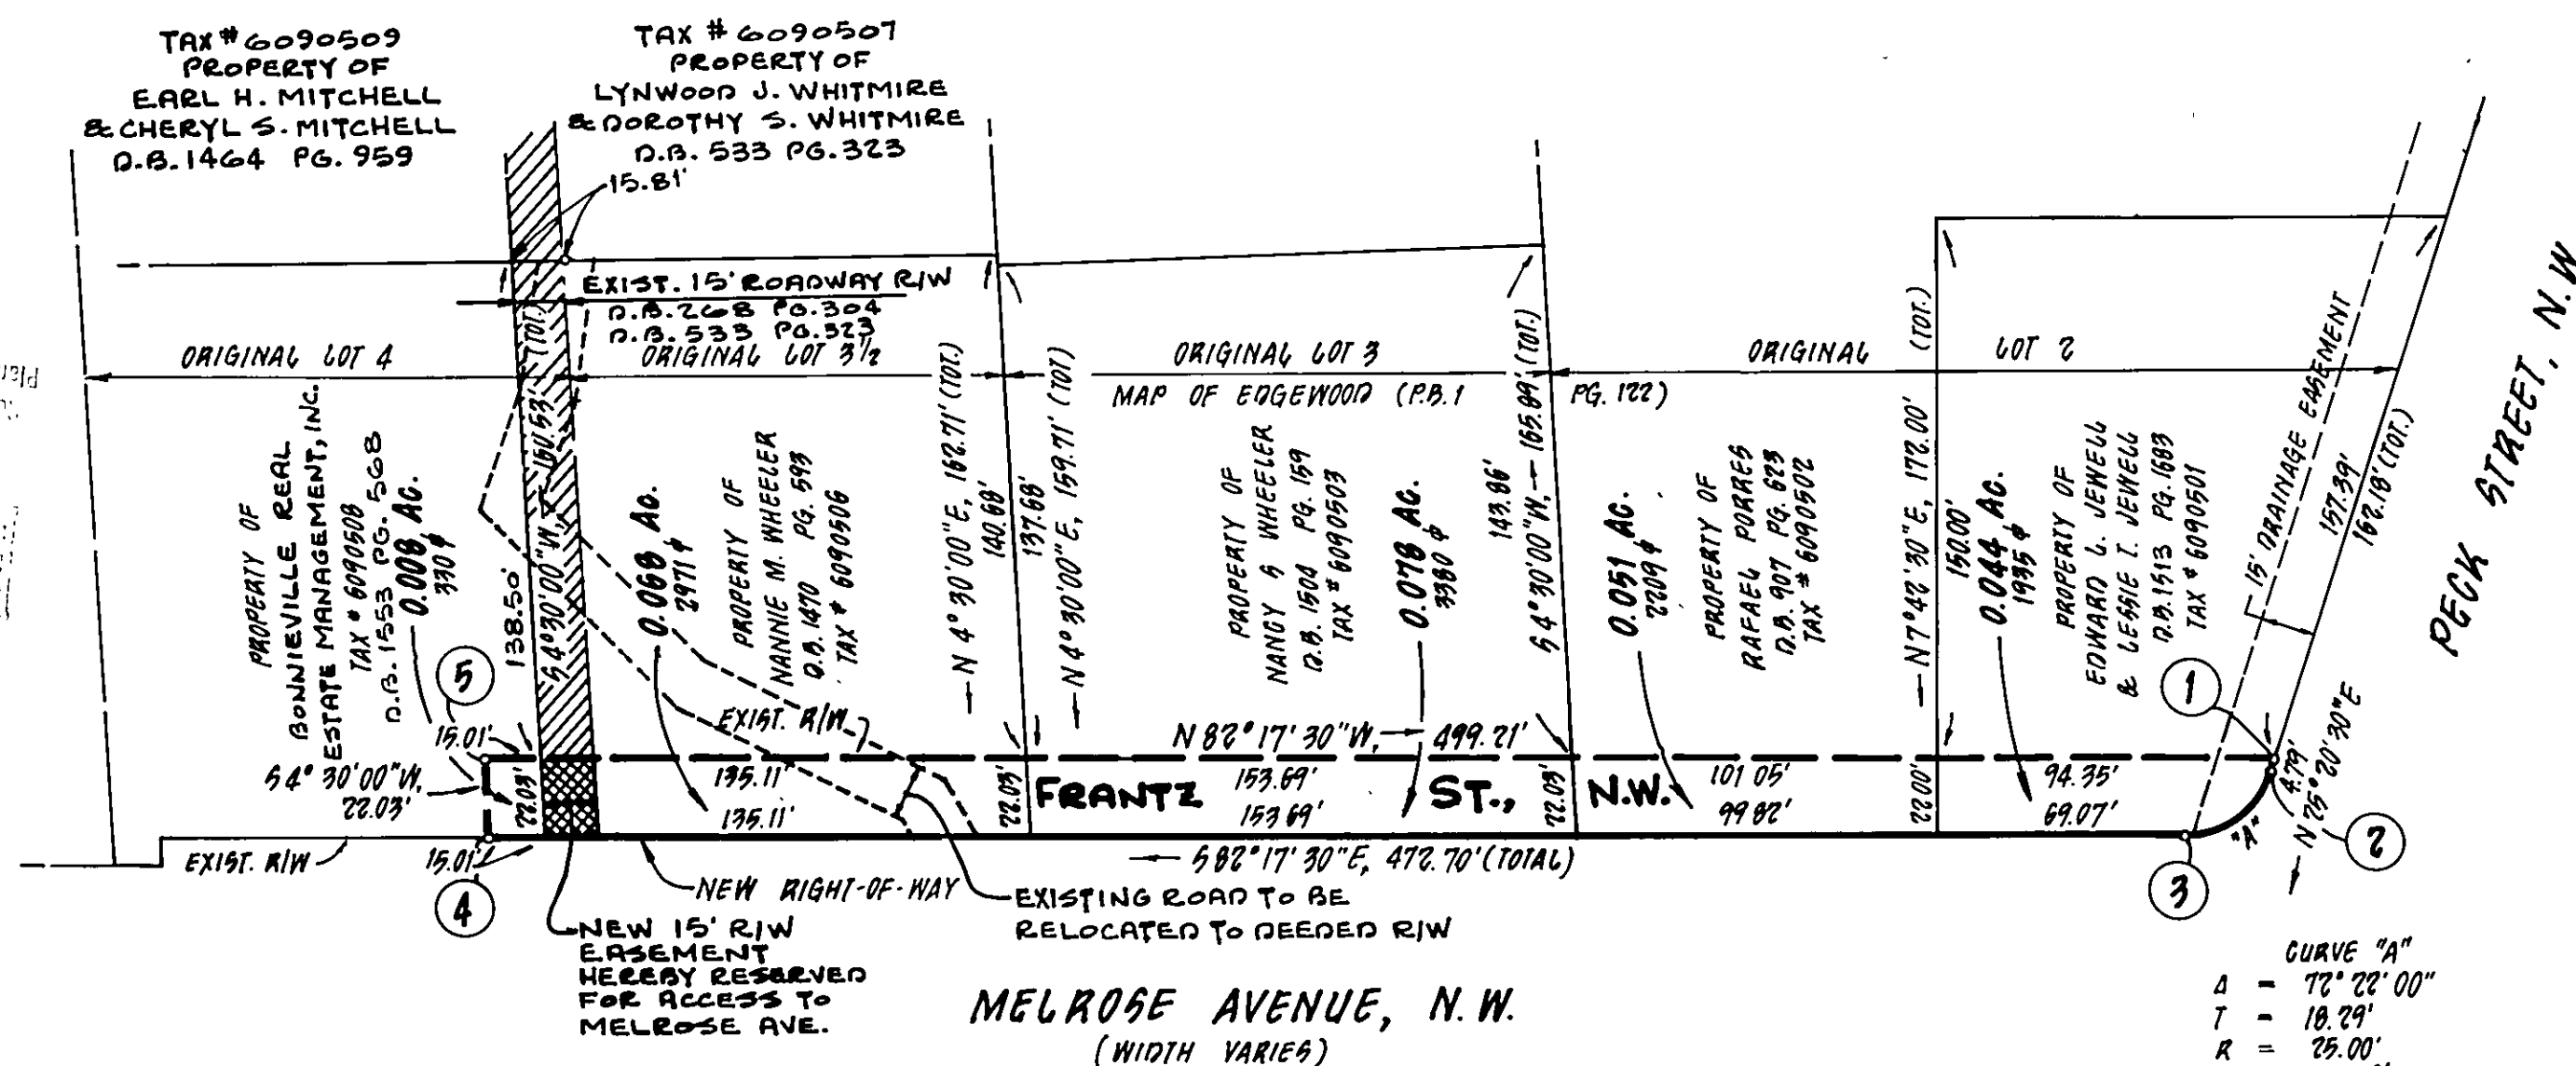 TAX # 6090509
PROPERTY OF
EARL H. MITCHELL
& CHERYL S. MITCHELL
D.B. 1464 PG. 959
TAX # 6090507
PROPERTY OF
LYNWOOD J. WHITMIRE
& DOROTHY S. WHITMIRE
D.B. 533 PG. 323
15.81'
EXIST. 15' ROADWAY R/W
D.B. 268 PG. 304
D.B. 533 PG. 323
ORIGINAL LOT 4
ORIGINAL LOT 3 1/2
ORIGINAL LOT 3
MAP OF EDGEWOOD (P.B. 1 PG. 122)
ORIGINAL LOT 2
PROPERTY OF
BONNIEVILLE REAL
ESTATE MANAGEMENT, INC.
TAX # 6090508
D.B. 1553 PG. 568
0.008 AC.
330
138.50'
S 4° 30' 00" W, 160.53' (TOT.)
0.068 AC.
2971
PROPERTY OF
NANNIE M. WHEELER
D.B. 1470 PG. 593
TAX # 6090506
N 4° 30' 00" E, 162.71' (TOT.)
140.68'
137.68'
N 4° 30' 00" E, 159.71' (TOT)
PROPERTY OF
NANCY S WHEELER
D.B. 1504 PG. 159
TAX # 6090503
0.078 AC.
3380
143.86'
S 4° 30' 00" W, 165.89' (TOT.)
0.051 AC.
2209
PROPERTY OF
RAFAEL PORRES
D.B. 907 PG. 623
TAX # 6090502
N 7° 42' 30" E, 172.00' (TOT.)
150.00'
0.044 AC.
1935
PROPERTY OF
EDWARD L. JEWELL
& LESSIE I. JEWELL
D.B. 1513 PG. 1683
TAX # 6090501
15' DRAINAGE EASEMENT
157.39'
162.18' (TOT.)
PECK STREET, N.W
1
5
15.01'
S 4° 30' 00" W,
22.03'
22.03'
EXIST. R/W
N 82° 17' 30" W, 499.21'
135.11'
135.11'
22.03'
FRANTZ ST., N.W.
153.69'
153.69'
22.03'
101 05'
99.82'
22.00'
94.35'
69.07'
4.79'
N 25° 20' 30" E
"A"
2
3
EXIST. R/W
15.01'
4
S 82° 17' 30" E, 472.70' (TOTAL)
NEW RIGHT-OF-WAY
EXISTING ROAD TO BE
RELOCATED TO DEEDED R/W
NEW 15' R/W
EASEMENT
HEREBY RESERVED
FOR ACCESS TO
MELROSE AVE.
MELROSE AVENUE, N.W.
(WIDTH VARIES)
CURVE "A"
Δ = 72° 22' 00"
T = 18.29'
R = 25.00'